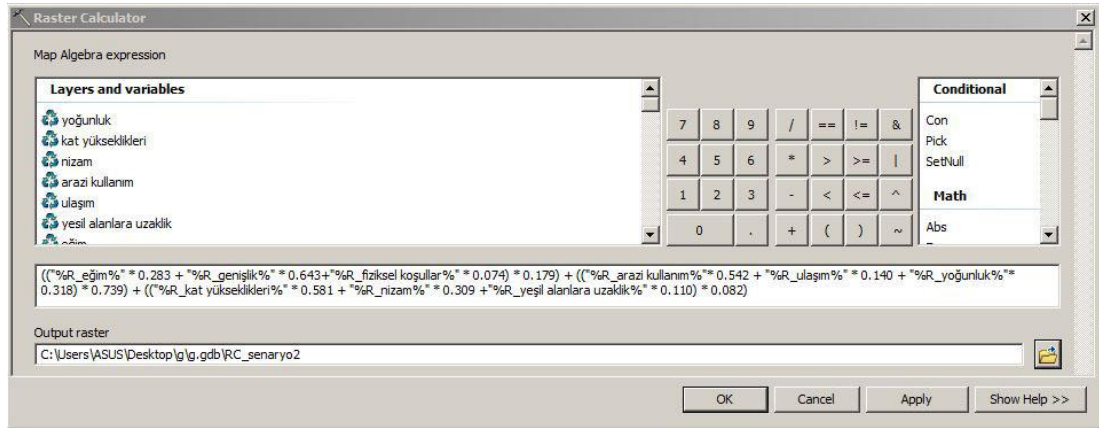 Raster Calculator
Map Algebra expression
Layers and variables
yoğunluk
kat yükseklikleri
nizam
arazi kullanım
ulaşım
yesil alanlara uzaklik
eğim
7 8 9 / == != &
4 5 6 * > >= |
1 2 3 - < <= ^
0 . + ( ) ~
Conditional
Con
Pick
SetNull
Math
Abs
(("%R_eğim%" * 0.283 + "%R_genişlik%" * 0.643+"%R_fiziksel koşullar%" * 0.074) * 0.179) + (("%R_arazi kullanım%"* 0.542 + "%R_ulaşım%" * 0.140 + "%R_yoğunluk%"*
0.318) * 0.739) + (("%R_kat yükseklikleri%" * 0.581 + "%R_nizam%" * 0.309 +"%R_yeşil alanlara uzaklık%" * 0.110) * 0.082)
Output raster
C:\Users\ASUS\Desktop\g\g.gdb\RC_senaryo2
OK
Cancel
Apply
Show Help >>